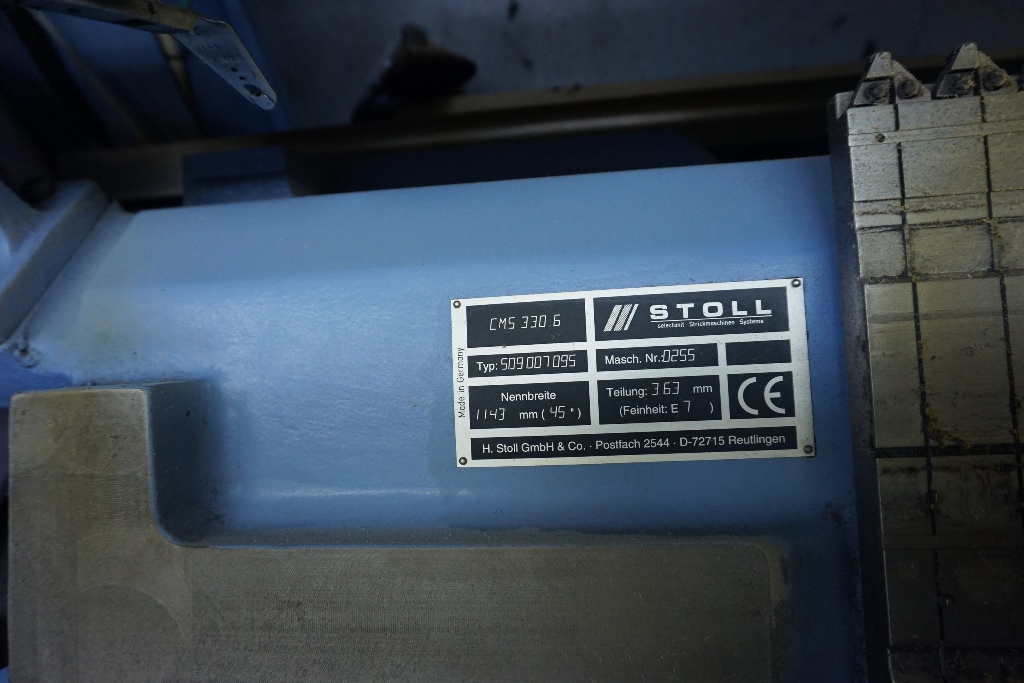 CMS 330 6
STOLL
selectanit · Strickmaschinen · Systeme
Made in Germany
Typ: 509 007 095
Masch. Nr.: 0255
Nennbreite
1143 mm ( 45" )
Teilung: 3.63 mm
(Feinheit: E 7 )
CE
H. Stoll GmbH & Co. · Postfach 2544 · D-72715 Reutlingen